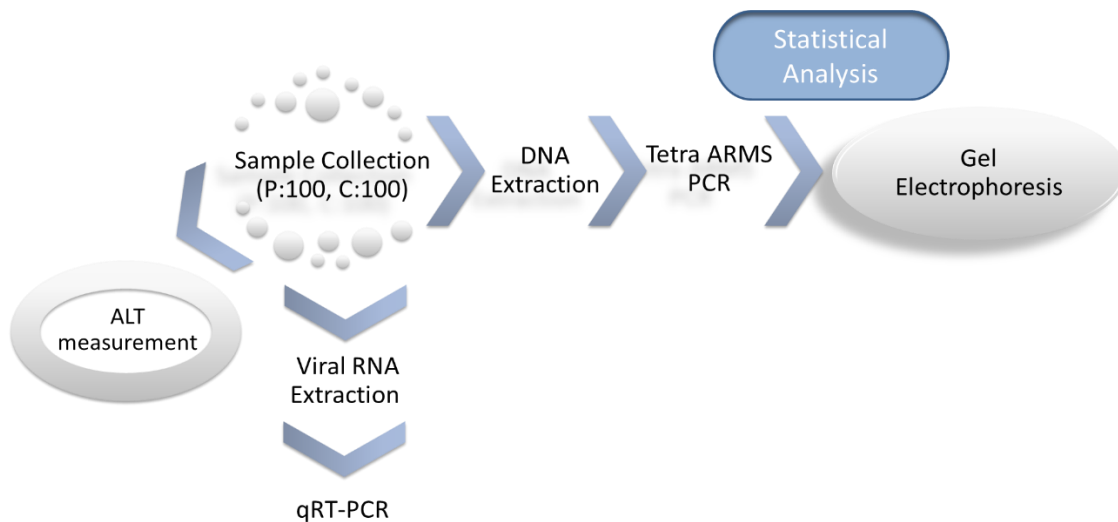 Statistical
Analysis
Sample Collection
(P:100, C:100)
DNA
Extraction
Tetra ARMS
PCR
Gel
Electrophoresis
ALT
measurement
Viral RNA
Extraction
qRT-PCR